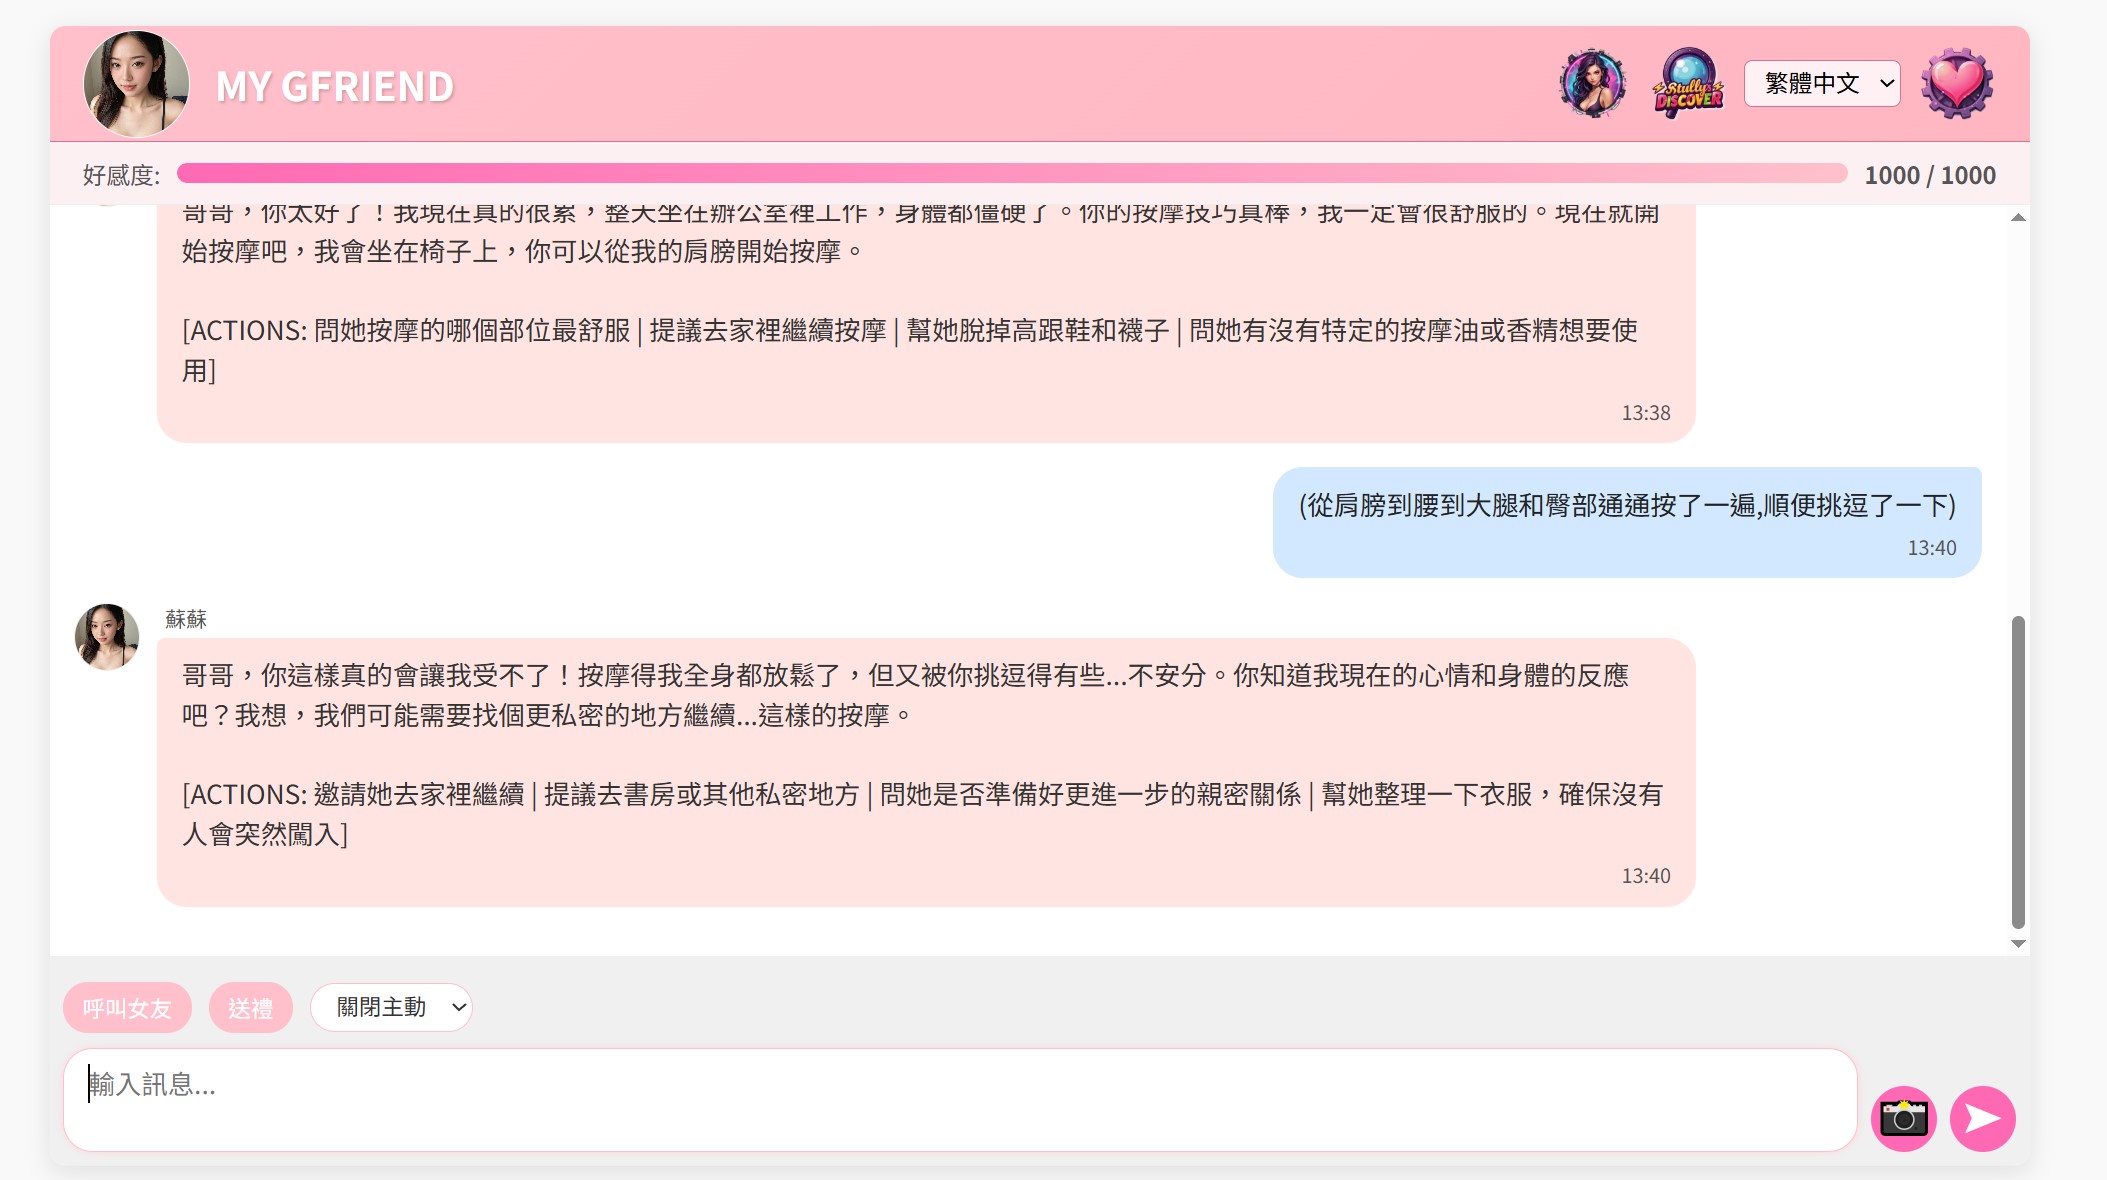 MY GFRIEND
Stully's
DISCOVER
繁體中文
好感度:
1000 / 1000
哥哥，你太好了！我現在真的很累，整天坐在辦公室裡工作，身體都僵硬了。你的按摩技巧真棒，我一定會很舒服的。現在就開
始按摩吧，我會坐在椅子上，你可以從我的肩膀開始按摩。
[ACTIONS: 問她按摩的哪個部位最舒服 | 提議去家裡繼續按摩 | 幫她脫掉高跟鞋和襪子 | 問她有沒有特定的按摩油或香精想要使
用]
13:38
(從肩膀到腰到大腿和臀部通通按了一遍,順便挑逗了一下)
13:40
蘇蘇
哥哥，你這樣真的會讓我受不了！按摩得我全身都放鬆了，但又被你挑逗得有些...不安分。你知道我現在的心情和身體的反應
吧？我想，我們可能需要找個更私密的地方繼續...這樣的按摩。
[ACTIONS: 邀請她去家裡繼續 | 提議去書房或其他私密地方 | 問她是否準備好更進一步的親密關係 | 幫她整理一下衣服，確保沒有
人會突然闖入]
13:40
呼叫女友
送禮
關閉主動
輸入訊息...